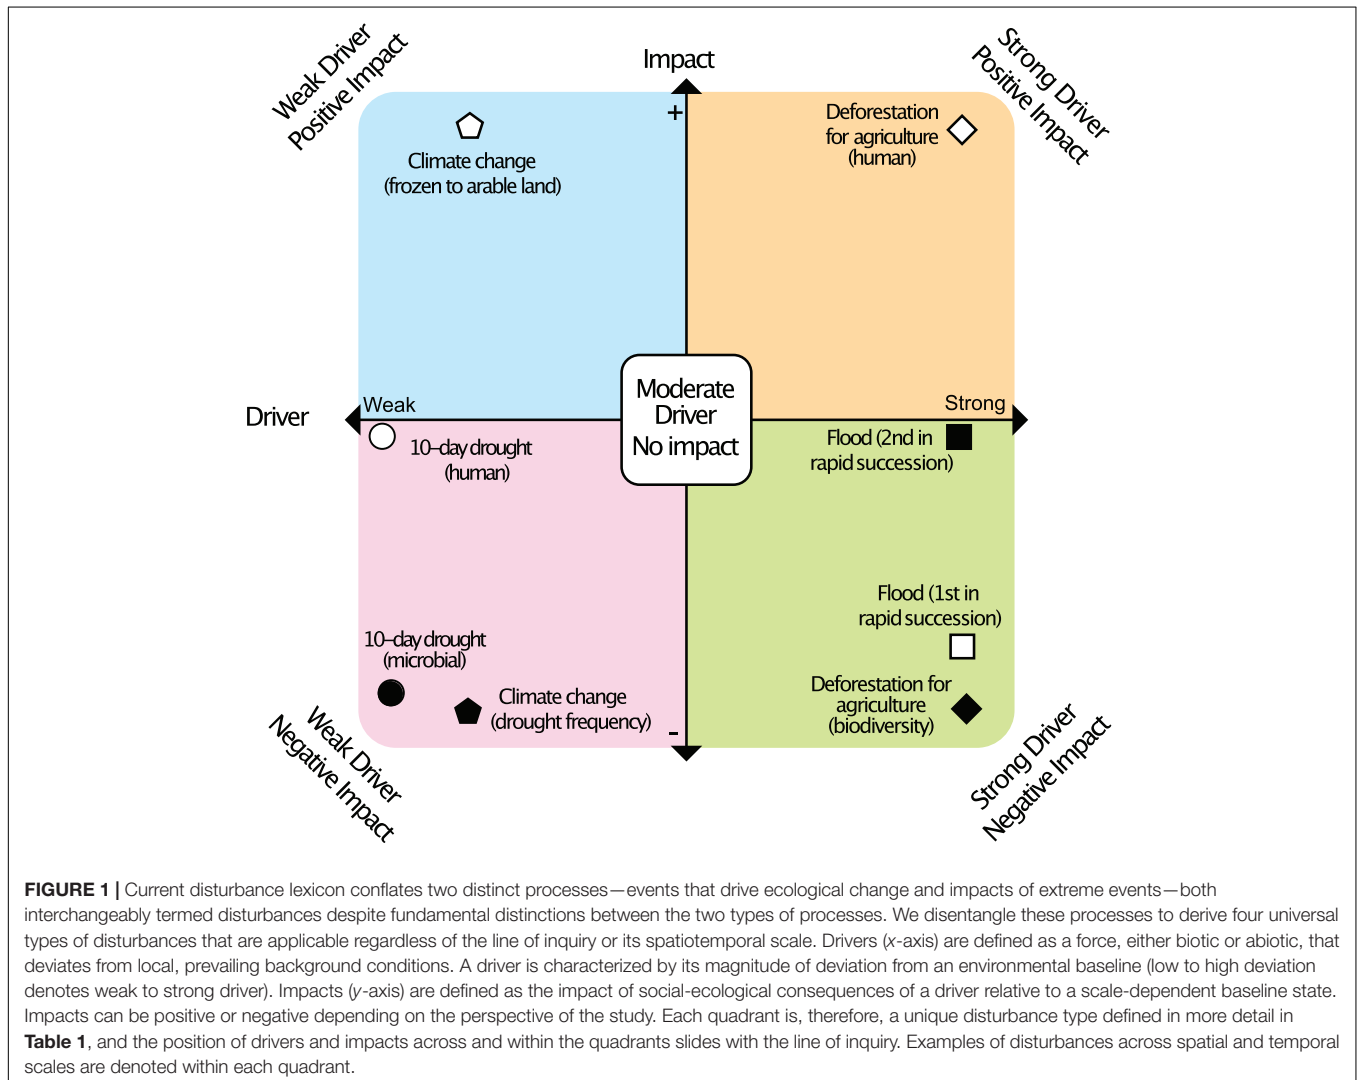 Weak Driver
Positive Impact
Impact
Strong Driver
Positive Impact
+
Climate change
(frozen to arable land)
Deforestation
for agriculture
(human)
Driver
Weak
Moderate
Driver
No impact
Strong
10–day drought
(human)
Flood (2nd in
rapid succession)
Flood (1st in
rapid succession)
10–day drought
(microbial)
Climate change
(drought frequency)
Deforestation for
agriculture
(biodiversity)
-
Weak Driver
Negative Impact
Strong Driver
Negative Impact
FIGURE 1 | Current disturbance lexicon conflates two distinct processes—events that drive ecological change and impacts of extreme events—both
interchangeably termed disturbances despite fundamental distinctions between the two types of processes. We disentangle these processes to derive four universal
types of disturbances that are applicable regardless of the line of inquiry or its spatiotemporal scale. Drivers (x-axis) are defined as a force, either biotic or abiotic, that
deviates from local, prevailing background conditions. A driver is characterized by its magnitude of deviation from an environmental baseline (low to high deviation
denotes weak to strong driver). Impacts (y-axis) are defined as the impact of social-ecological consequences of a driver relative to a scale-dependent baseline state.
Impacts can be positive or negative depending on the perspective of the study. Each quadrant is, therefore, a unique disturbance type defined in more detail in
Table 1, and the position of drivers and impacts across and within the quadrants slides with the line of inquiry. Examples of disturbances across spatial and temporal
scales are denoted within each quadrant.